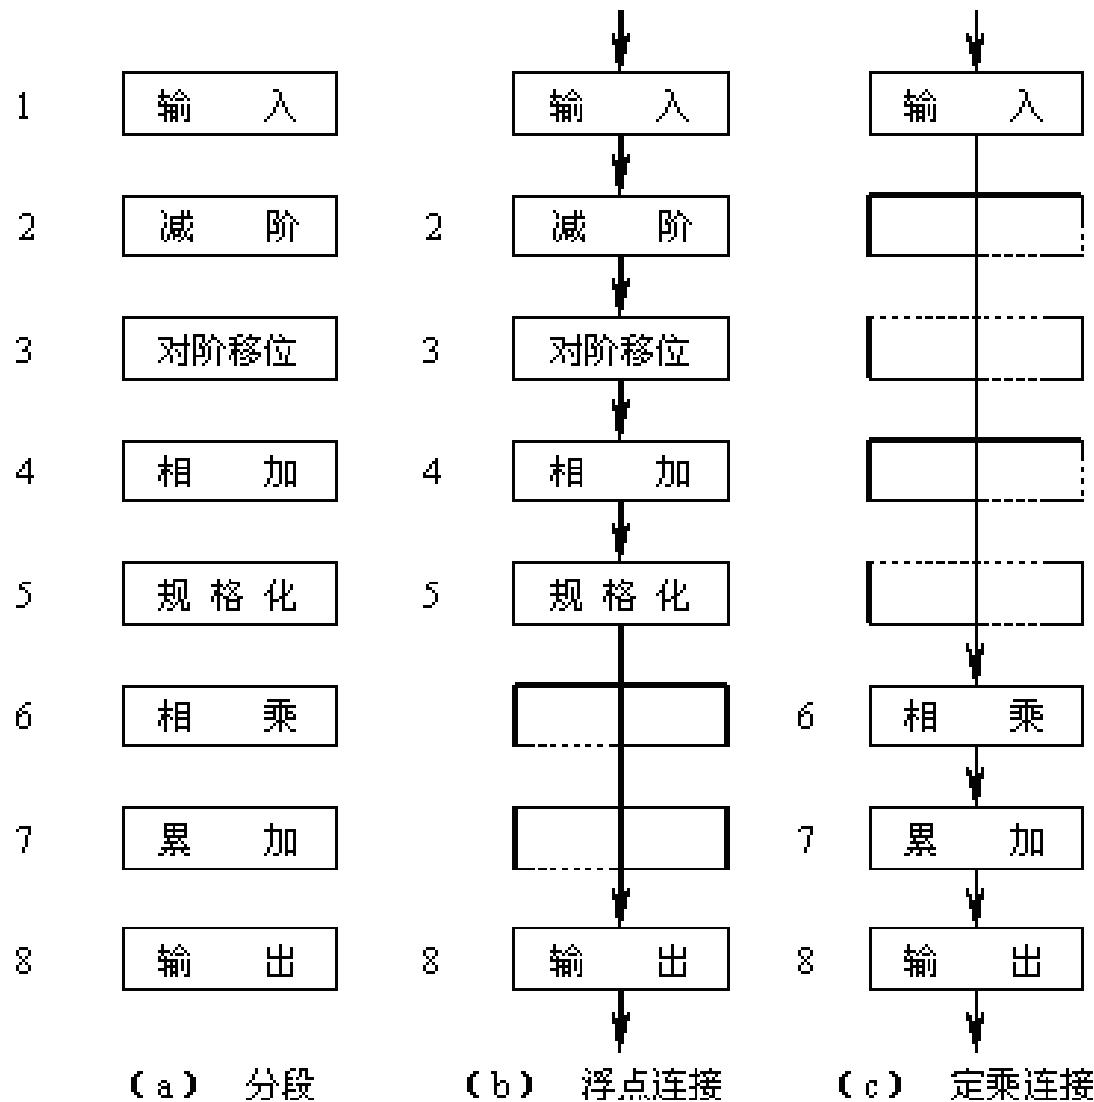 1 输入 输入 输入
2 减阶 2 减阶
3 对阶移位 3 对阶移位
4 相加 4 相加
5 规格化 5 规格化
6 相乘 6 相乘
7 累加 7 累加
8 输出 8 输出 8 输出
(a) 分段 (b) 浮点连接 (c) 定乘连接